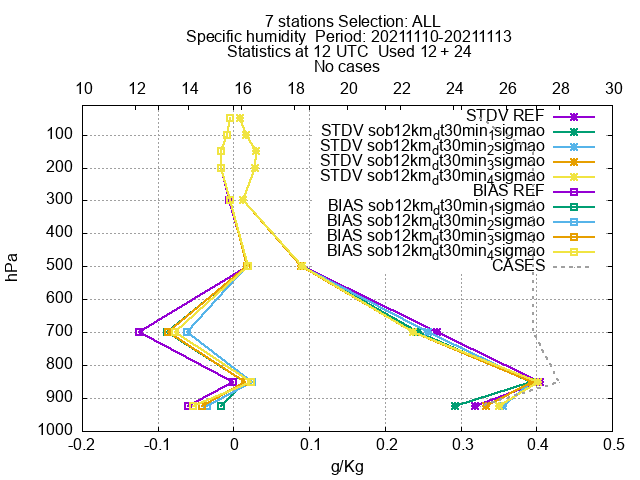 7 stations Selection: ALL
Specific humidity Period: 20211110-20211113
Statistics at 12 UTC Used 12 + 24
No cases
10 12 14 16 18 20 22 24 26 28 30
STDV REF
STDV sob12km_dt30min_1sigmao
STDV sob12km_dt30min_2sigmao
STDV sob12km_dt30min_3sigmao
STDV sob12km_dt30min_4sigmao
BIAS REF
BIAS sob12km_dt30min_1sigmao
BIAS sob12km_dt30min_2sigmao
BIAS sob12km_dt30min_3sigmao
BIAS sob12km_dt30min_4sigmao
CASES
100
200
300
400
500
600
700
800
900
1000
hPa
-0.2 -0.1 0 0.1 0.2 0.3 0.4 0.5
g/Kg